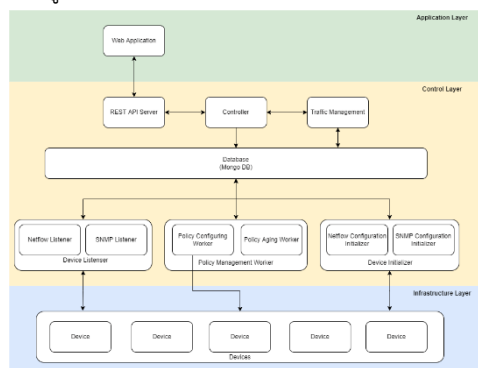 Application Layer
Web Application
Control Layer
REST API Server
Controller
Traffic Management
Database
(Mongo DB)
Netflow Listener
SNMP Listener
Device Listenser
Policy Configuring
Worker
Policy Aging Worker
Policy Management Worker
Netflow Configuration
Initializer
SNMP Configuration
Initializer
Device Initializer
Infrastructure Layer
Device
Device
Device
Device
Device
Devices